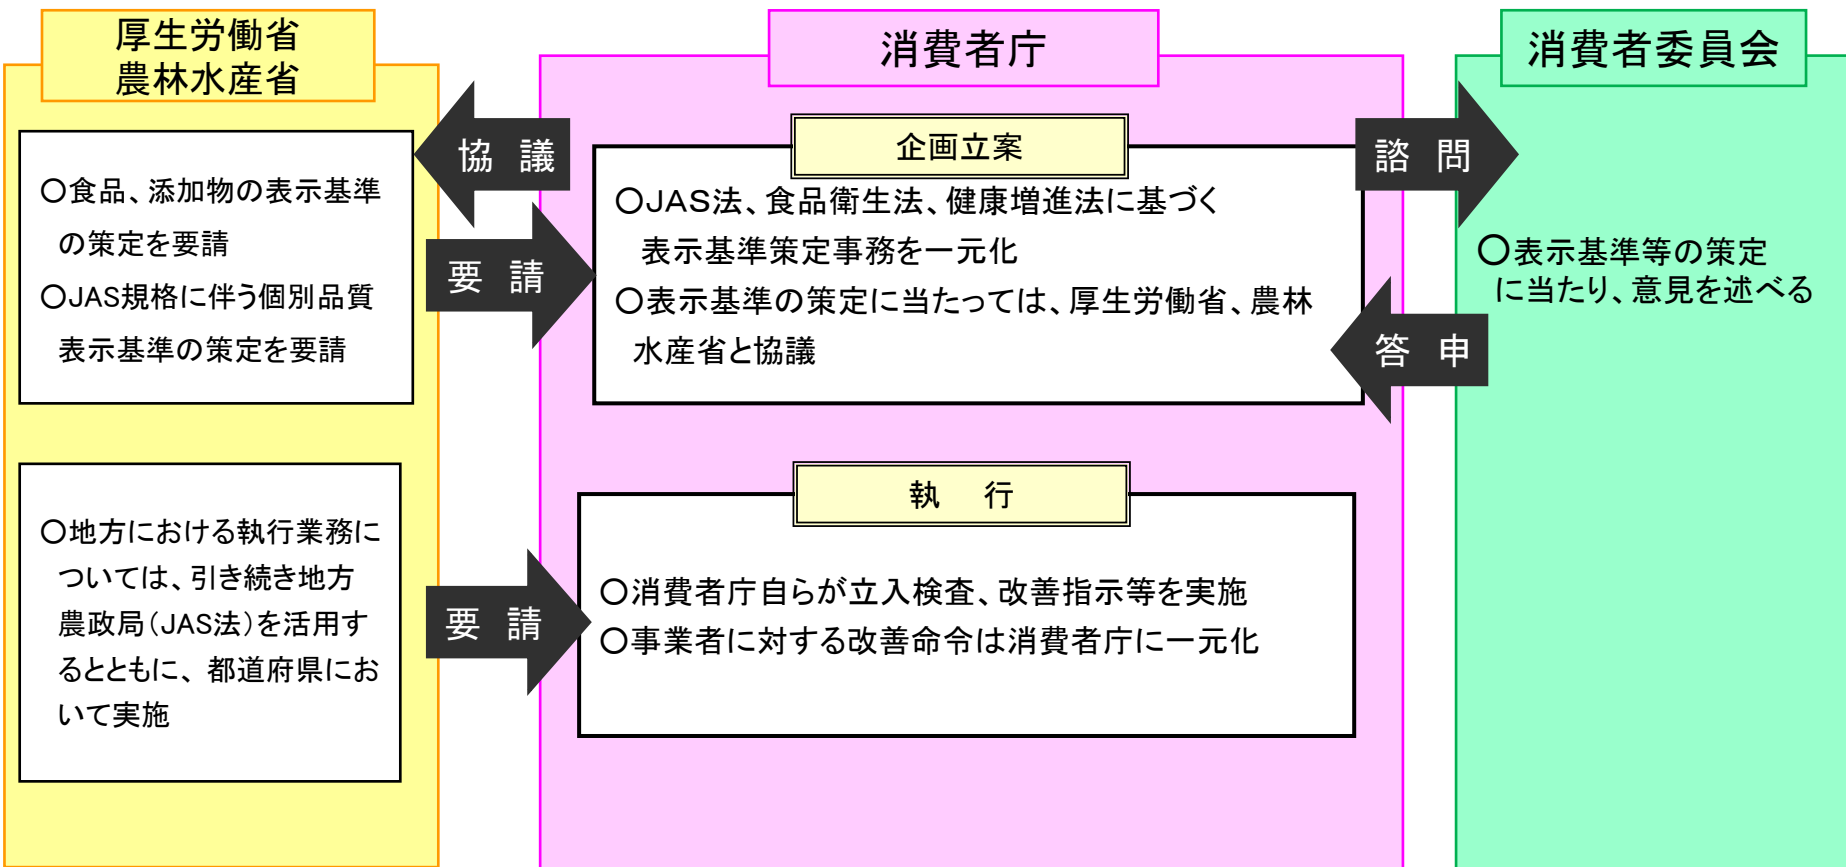 厚生労働省
農林水産省
○食品、添加物の表示基準
の策定を要請
○JAS規格に伴う個別品質
表示基準の策定を要請
○地方における執行業務に
ついては、引き続き地方
農政局（JAS法）を活用す
るとともに、都道府県にお
いて実施
協 議
要 請
要 請
消費者庁
企画立案
○JAS法、食品衛生法、健康増進法に基づく
表示基準策定事務を一元化
○表示基準の策定に当たっては、厚生労働省、農林
水産省と協議
執 行
○消費者庁自らが立入検査、改善指示等を実施
○事業者に対する改善命令は消費者庁に一元化
諮 問
答 申
消費者委員会
○表示基準等の策定
に当たり、意見を述べる